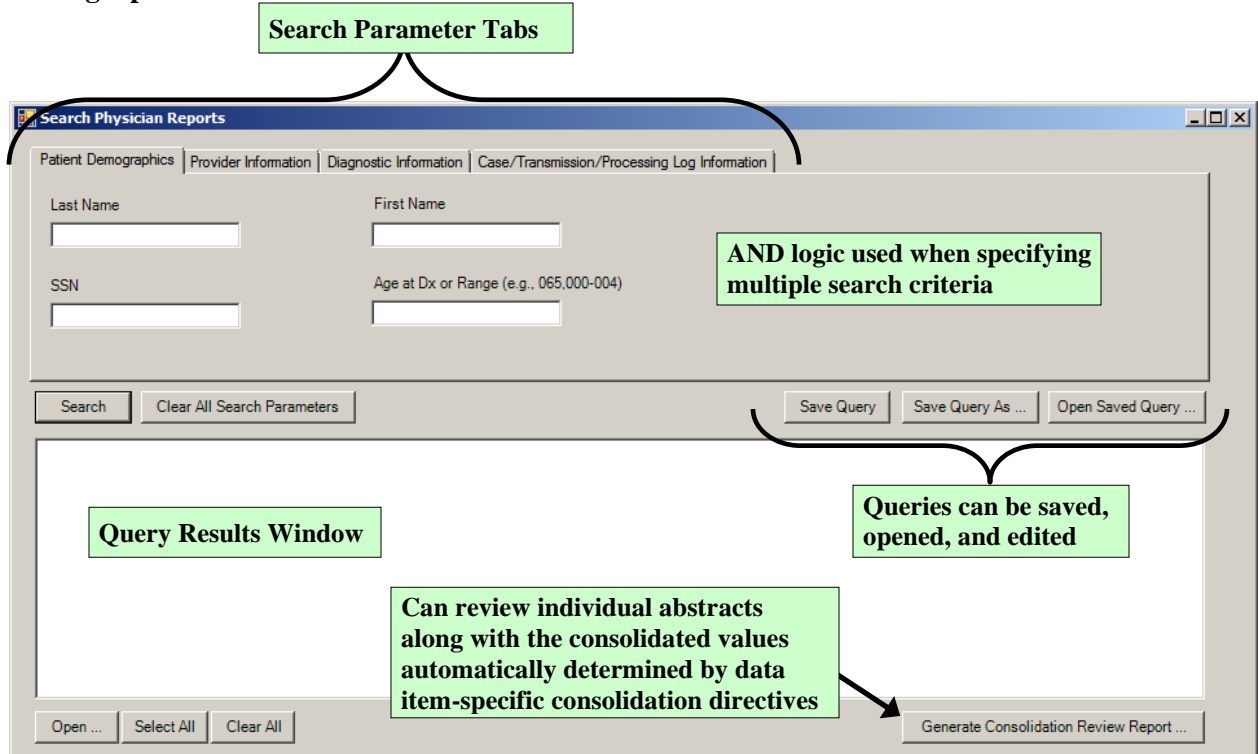 Search Parameter Tabs
Search Physician Reports
Patient Demographics Provider Information Diagnostic Information Case/Transmission/Processing Log Information
Last Name First Name
AND logic used when specifying
multiple search criteria
SSN Age at Dx or Range (e.g., 065,000-004)
Search Clear All Search Parameters Save Query Save Query As ... Open Saved Query ...
Queries can be saved,
opened, and edited
Query Results Window
Can review individual abstracts
along with the consolidated values
automatically determined by data
item-specific consolidation directives
Open ... Select All Clear All Generate Consolidation Review Report ...